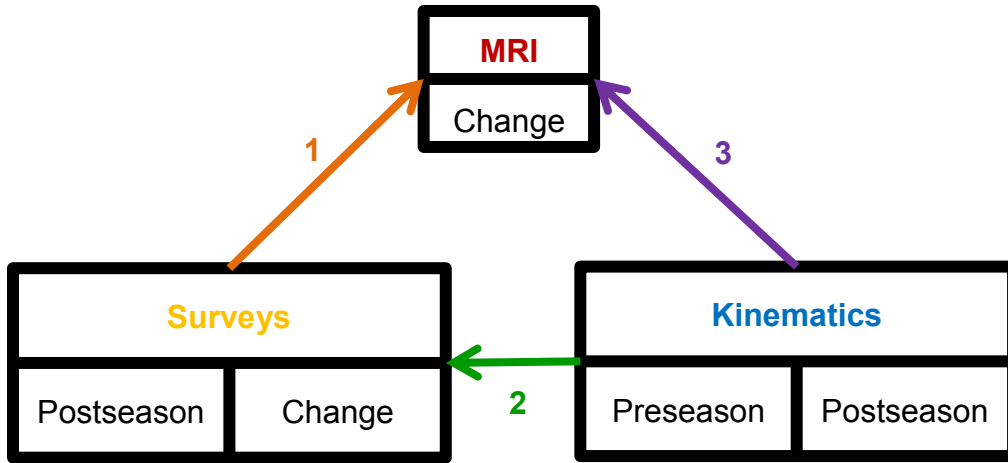 MRI
Change
1
3
Surveys
Kinematics
2
Postseason
Change
Preseason
Postseason